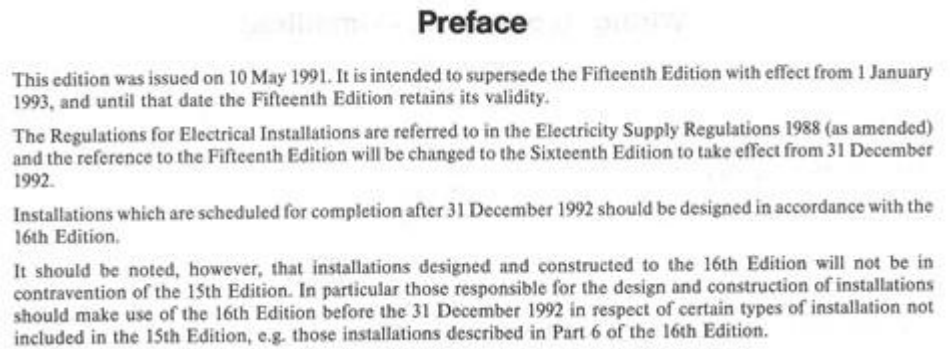 Preface
This edition was issued on 10 May 1991. It is intended to supersede the Fifteenth Edition with effect from 1 January
1993, and until that date the Fifteenth Edition retains its validity.
The Regulations for Electrical Installations are referred to in the Electricity Supply Regulations 1988 (as amended)
and the reference to the Fifteenth Edition will be changed to the Sixteenth Edition to take effect from 31 December
1992.
Installations which are scheduled for completion after 31 December 1992 should be designed in accordance with the
16th Edition.
It should be noted, however, that installations designed and constructed to the 16th Edition will not be in
contravention of the 15th Edition. In particular those responsible for the design and construction of installations
should make use of the 16th Edition before the 31 December 1992 in respect of certain types of installation not
included in the 15th Edition, e.g. those installations described in Part 6 of the 16th Edition.